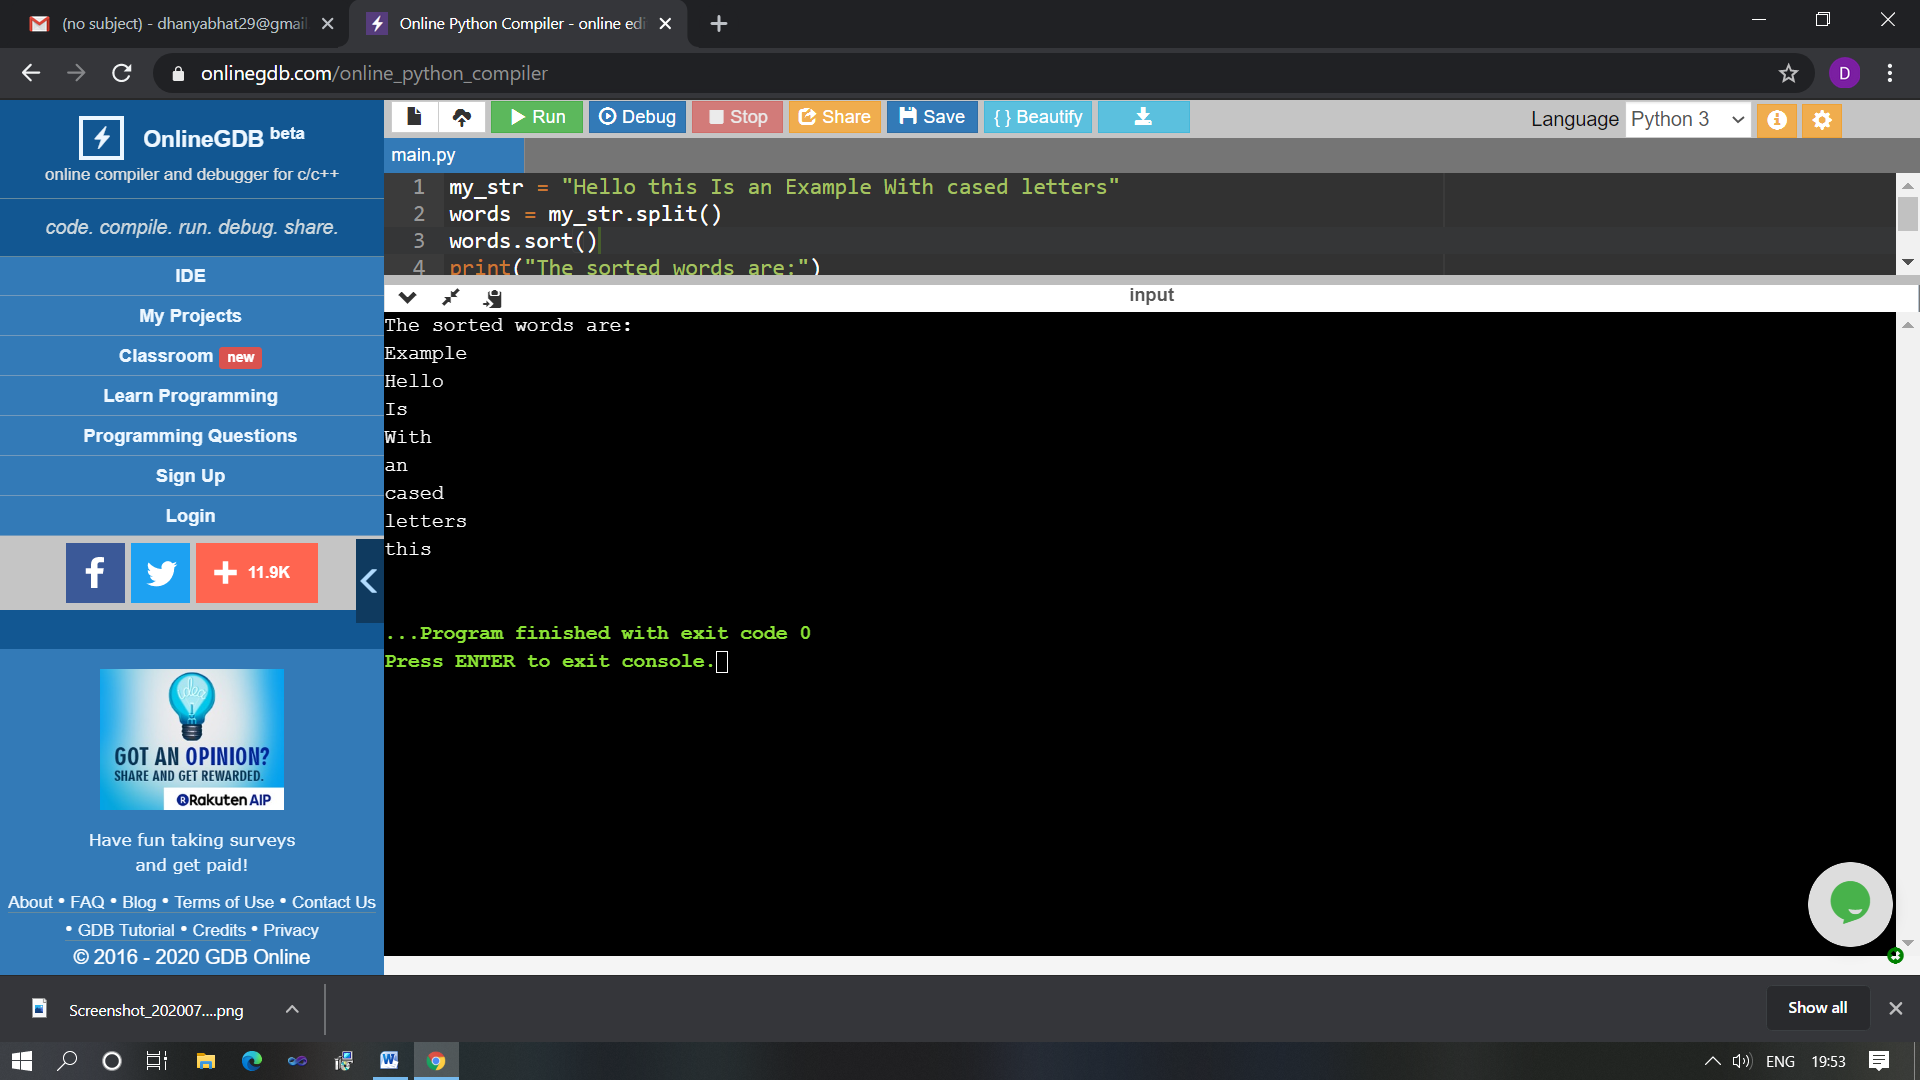 (no subject) - dhanyabhat29@gmai
Online Python Compiler - online edi
onlinegdb.com/online_python_compiler
D
OnlineGDB beta
online compiler and debugger for c/c++
code. compile. run. debug. share.
IDE
My Projects
Classroom new
Learn Programming
Programming Questions
Sign Up
Login
11.9K
idea
GOT AN OPINION?
SHARE AND GET REWARDED.
Rakuten AIP
Have fun taking surveys
and get paid!
About • FAQ • Blog • Terms of Use • Contact Us
• GDB Tutorial • Credits • Privacy
© 2016 - 2020 GDB Online
Run Debug Stop Share Save { } Beautify
Language Python 3
main.py
1 my_str = "Hello this Is an Example With cased letters"
2 words = my_str.split()
3 words.sort()
4 print("The sorted words are:")
input
The sorted words are:
Example
Hello
Is
With
an
cased
letters
this
...Program finished with exit code 0
Press ENTER to exit console.
Screenshot_202007....png
Show all
ENG 19:53